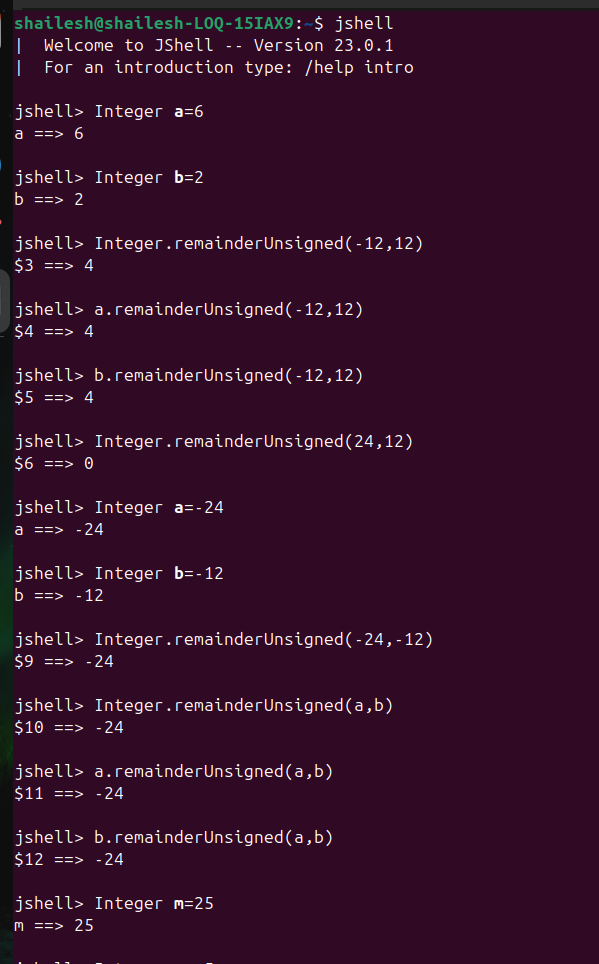 shailesh@shailesh-LOQ-15IAX9:~$ jshell
|  Welcome to JShell -- Version 23.0.1
|  For an introduction type: /help intro
jshell> Integer a=6
a ==> 6
jshell> Integer b=2
b ==> 2
jshell> Integer.remainderUnsigned(-12,12)
$3 ==> 4
jshell> a.remainderUnsigned(-12,12)
$4 ==> 4
jshell> b.remainderUnsigned(-12,12)
$5 ==> 4
jshell> Integer.remainderUnsigned(24,12)
$6 ==> 0
jshell> Integer a=-24
a ==> -24
jshell> Integer b=-12
b ==> -12
jshell> Integer.remainderUnsigned(-24,-12)
$9 ==> -24
jshell> Integer.remainderUnsigned(a,b)
$10 ==> -24
jshell> a.remainderUnsigned(a,b)
$11 ==> -24
jshell> b.remainderUnsigned(a,b)
$12 ==> -24
jshell> Integer m=25
m ==> 25